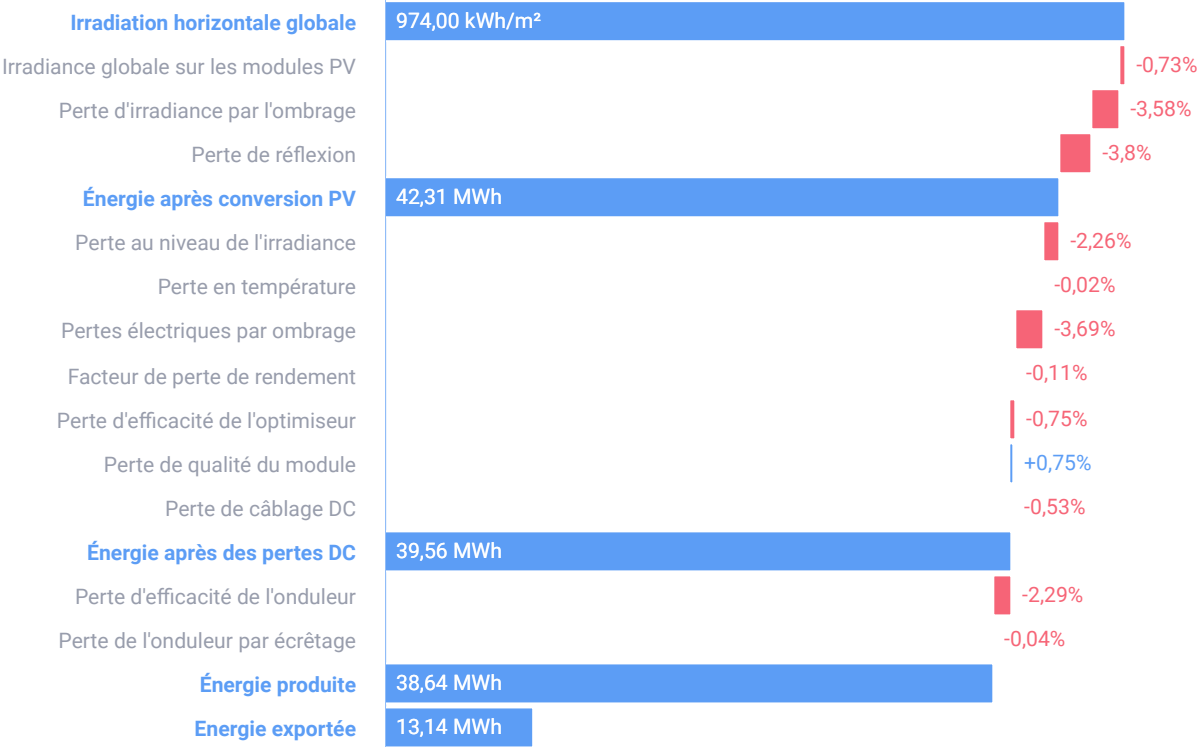 Irradiation horizontale globale 974,00 kWh/m²
Irradiance globale sur les modules PV -0,73%
Perte d'irradiance par l'ombrage -3,58%
Perte de réflexion -3,8%
Énergie après conversion PV 42,31 MWh
Perte au niveau de l'irradiance -2,26%
Perte en température -0,02%
Pertes électriques par ombrage -3,69%
Facteur de perte de rendement -0,11%
Perte d'efficacité de l'optimiseur -0,75%
Perte de qualité du module +0,75%
Perte de câblage DC -0,53%
Énergie après des pertes DC 39,56 MWh
Perte d'efficacité de l'onduleur -2,29%
Perte de l'onduleur par écrêtage -0,04%
Énergie produite 38,64 MWh
Energie exportée 13,14 MWh